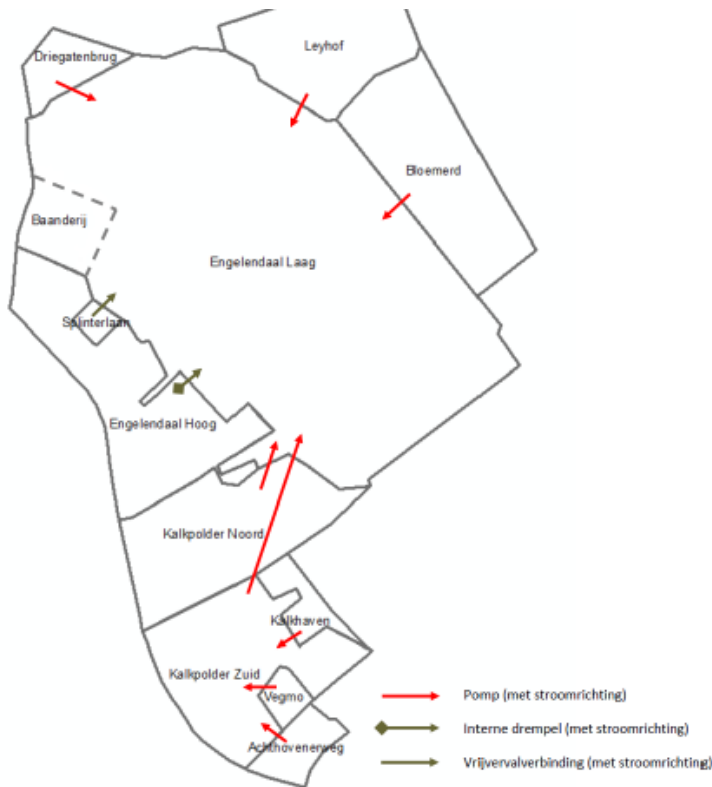 Leyhof
Driegatenbrug
Bloemerd
Baanderij
Engelendaal Laag
Splinterlaan
Engelendaal Hoog
Kalkpolder Noord
Kalkhaven
Kalkpolder Zuid
Vegmo
Pomp (met stroomrichting)
Interne drempel (met stroomrichting)
Achthovenerweg
Vrijvervalverbinding (met stroomrichting)